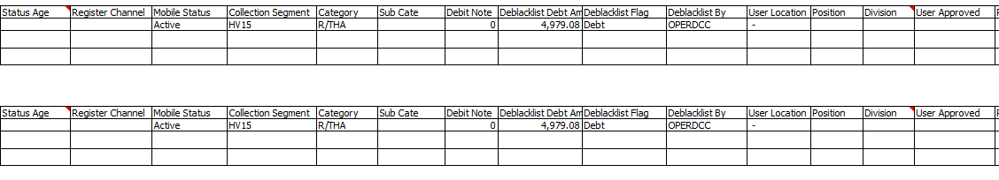 Status Age Register Channel Mobile Status Collection Segment Category Sub Cate Debit Note Deblacklist Debt Am Deblacklist Flag Deblacklist By User Location Position Division User Approved
Active HV15 R/THA 0 4,979.08 Debt OPERDCC -
Status Age Register Channel Mobile Status Collection Segment Category Sub Cate Debit Note Deblacklist Debt Am Deblacklist Flag Deblacklist By User Location Position Division User Approved
Active HV15 R/THA 0 4,979.08 Debt OPERDCC -